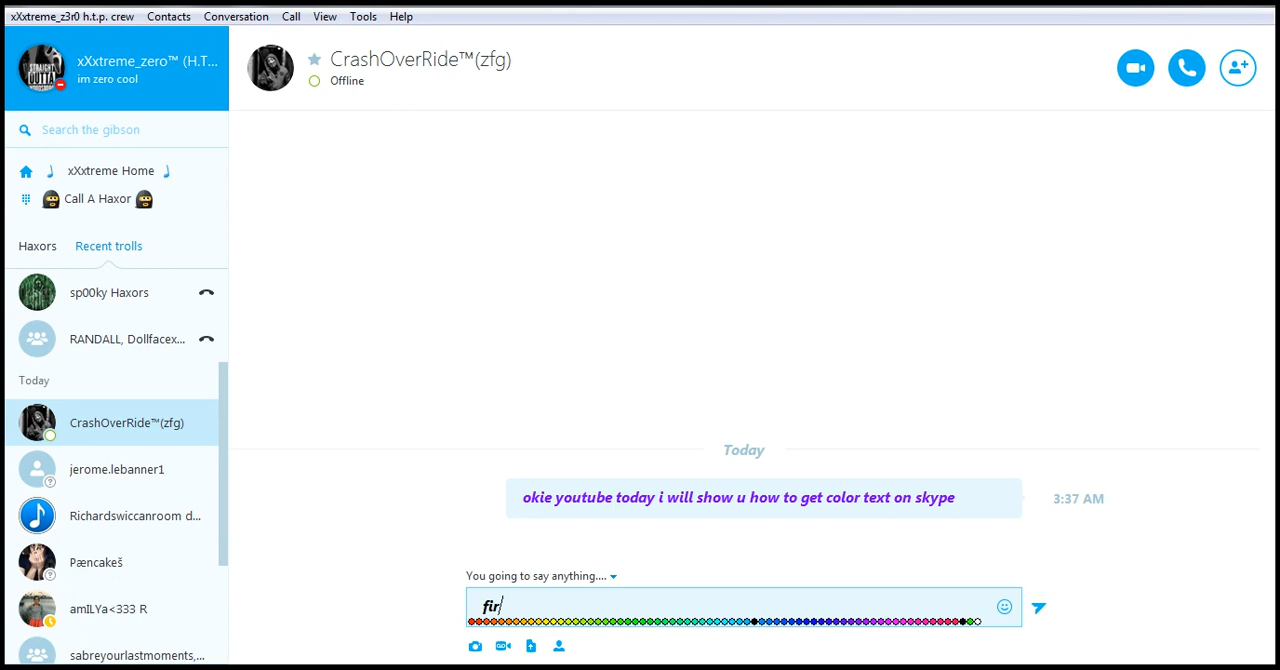 xXxtreme_z3r0 h.t.p. crew Contacts Conversation Call View Tools Help
xXxtreme_zero™ (H.T...
im zero cool
CrashOverRide™(zfg)
Offline
Search the gibson
xXxtreme Home
Call A Haxor
Haxors Recent trolls
sp00ky Haxors
RANDALL, Dollfacex...
Today
CrashOverRide™(zfg)
jerome.lebanner1
Richardswiccanroom d...
Pæncakeš
amILYa<333 R
sabreyourlastmoments,...
Today
okie youtube today i will show u how to get color text on skype
3:37 AM
You going to say anything....
fir